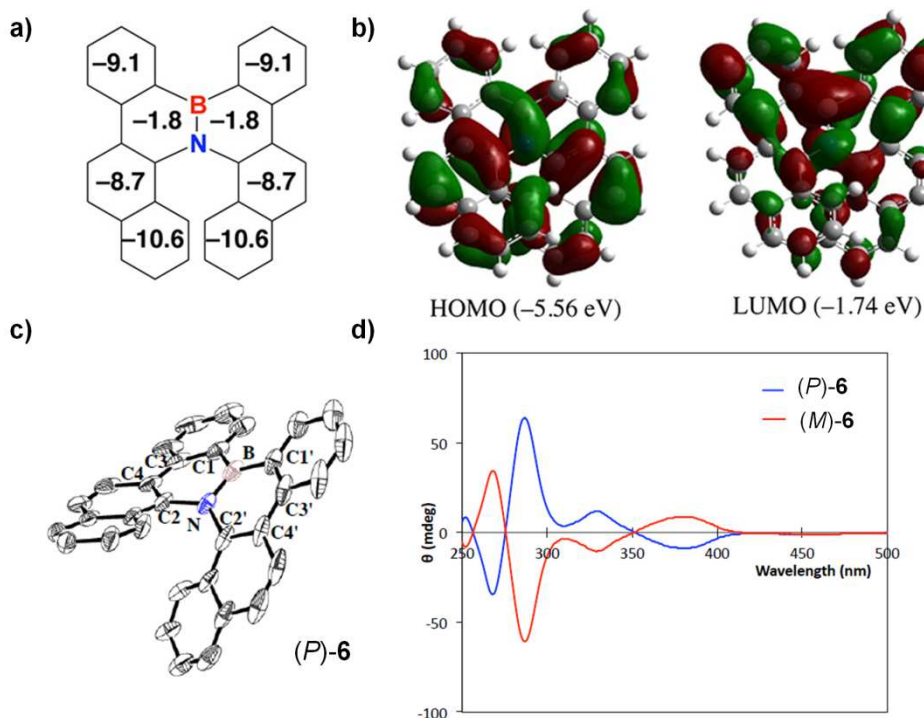 a)
−9.1
−9.1
B
−1.8
−1.8
N
−8.7
−8.7
−10.6
−10.6
b)
HOMO (−5.56 eV)
LUMO (−1.74 eV)
c)
C3
C1
B
C1'
C4
C2
N
C2'
C3'
C4'
(P)-6
d)
100
50
0
-50
-100
θ (mdeg)
250
300
350
400
450
500
Wavelength (nm)
(P)-6
(M)-6